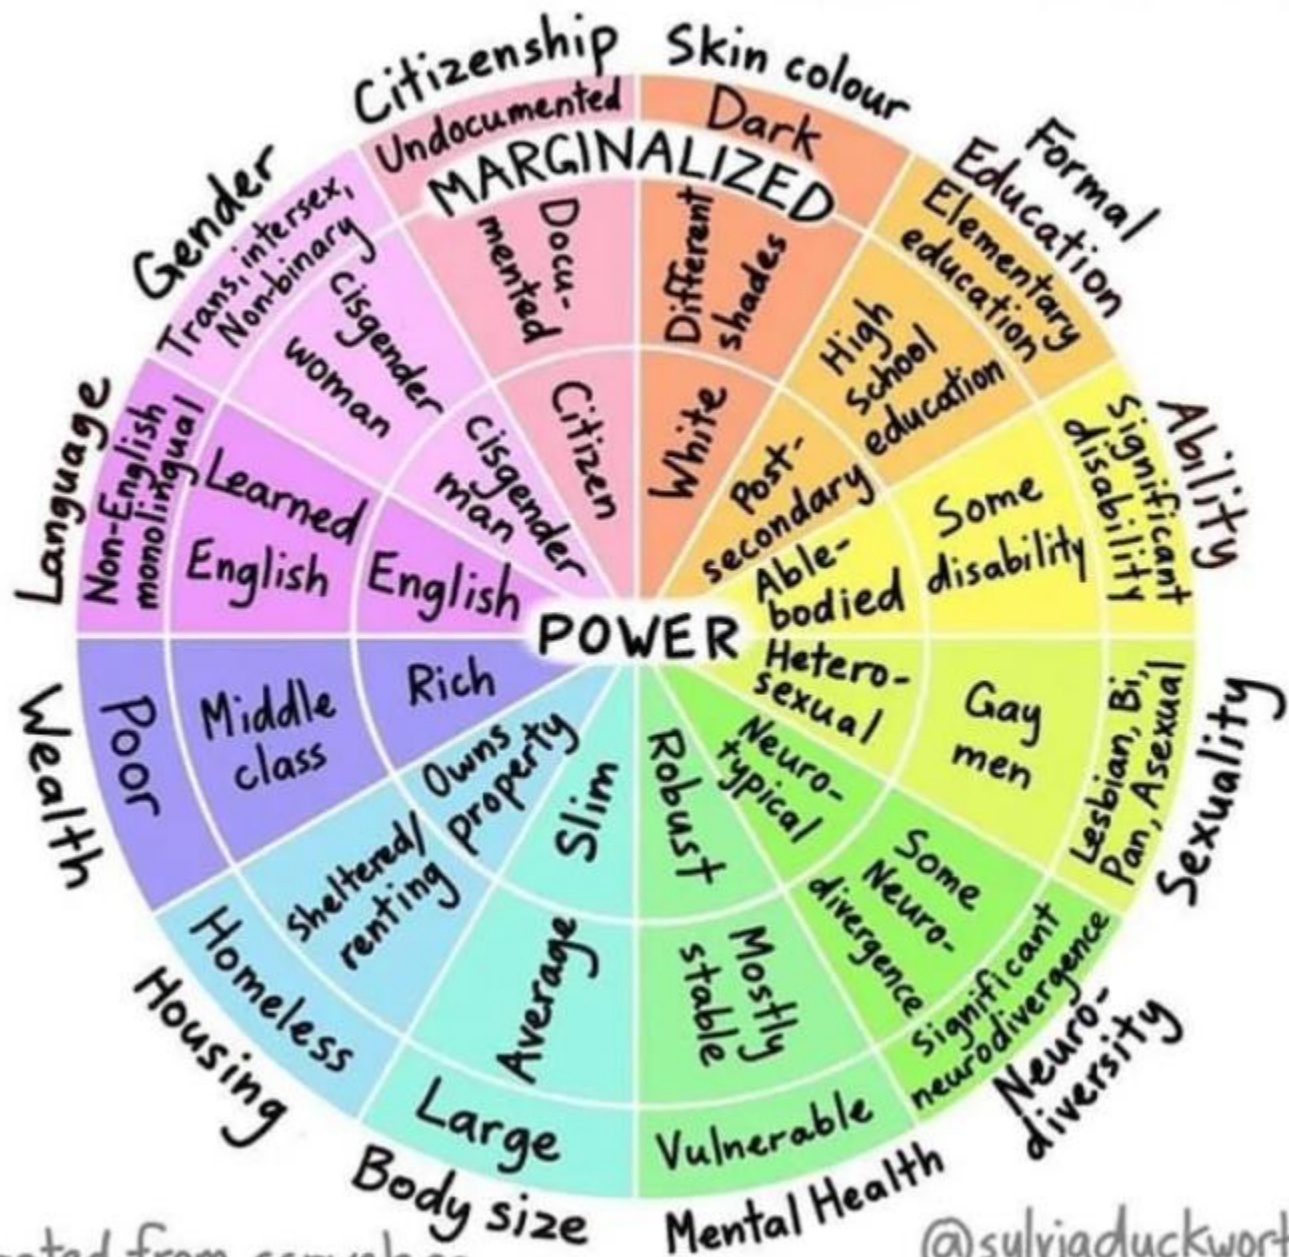 Citizenship
Undocumented
Docu-
mented
Citizen
Skin colour
Dark
Different
shades
White
Formal
Education
Elementary
education
High
school
education
Post-
secondary
Ability
Significant
disability
Some
disability
Able-
bodied
Sexuality
Lesbian, Bi,
Pan, Asexual
Gay
men
Hetero-
sexual
Neuro-
diversity
Significant
neurodivergence
Some
Neuro-
divergence
Neuro-
typical
Mental Health
Vulnerable
Mostly
stable
Robust
Body size
Large
Average
Slim
Housing
Homeless
Sheltered/
renting
Owns
property
Wealth
Poor
Middle
class
Rich
Language
Non-English
monolingual
Learned
English
English
Gender
Trans, intersex,
Non-binary
cisgender
woman
cisgender
man
MARGINALIZED
POWER
@sylviaduckwort